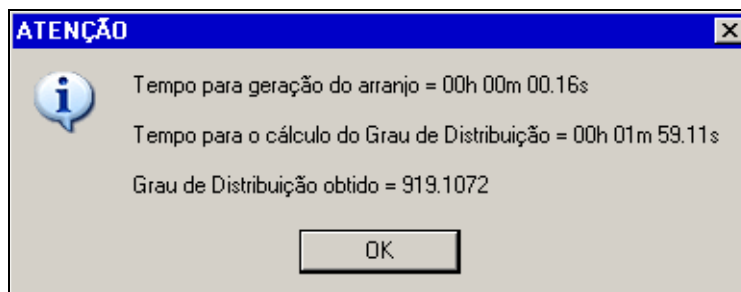 ATENÇÃO
Tempo para geração do arranjo = 00h 00m 00.16s
Tempo para o cálculo do Grau de Distribuição = 00h 01m 59.11s
Grau de Distribuição obtido = 919.1072
OK